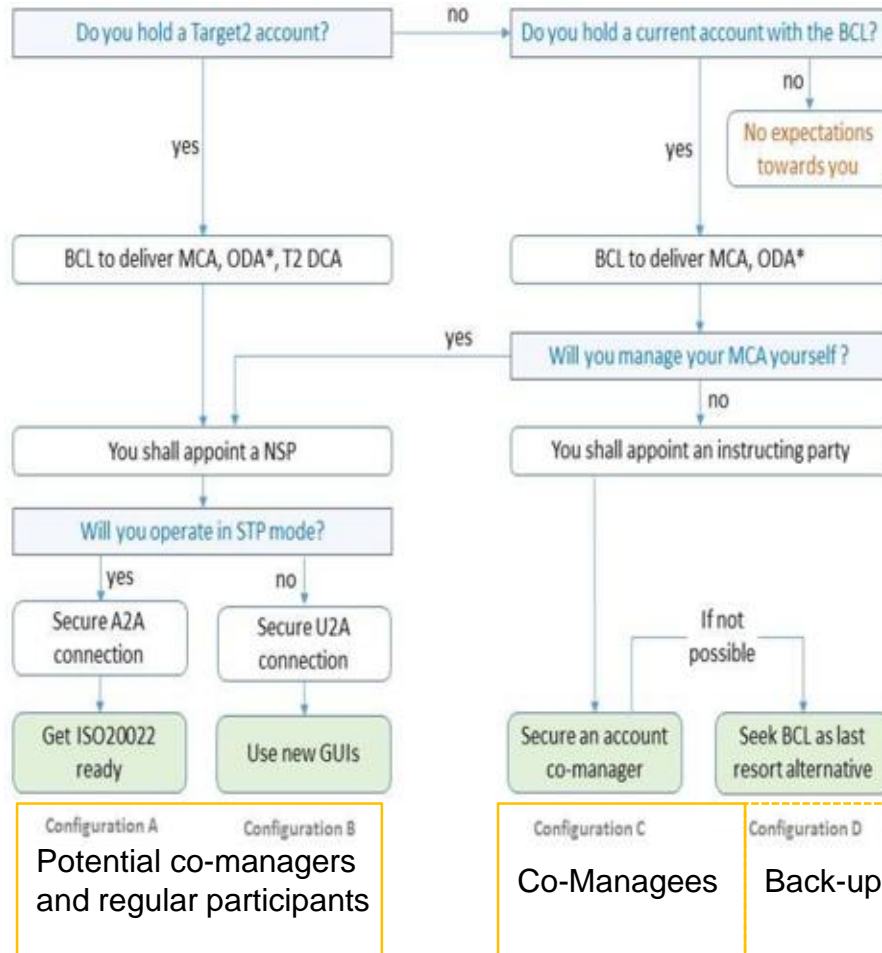 Do you hold a Target2 account?
no
Do you hold a current account with the BCL?
no
No expectations
towards you
yes
yes
BCL to deliver MCA, ODA*, T2 DCA
BCL to deliver MCA, ODA*
yes
Will you manage your MCA yourself ?
no
You shall appoint a NSP
You shall appoint an instructing party
Will you operate in STP mode?
yes
no
Secure A2A
connection
Secure U2A
connection
If not
possible
Get ISO20022
ready
Use new GUIs
Secure an account
co-manager
Seek BCL as last
resort alternative
Configuration A
Configuration B
Configuration C
Configuration D
Potential co-managers
and regular participants
Co-Managees
Back-up